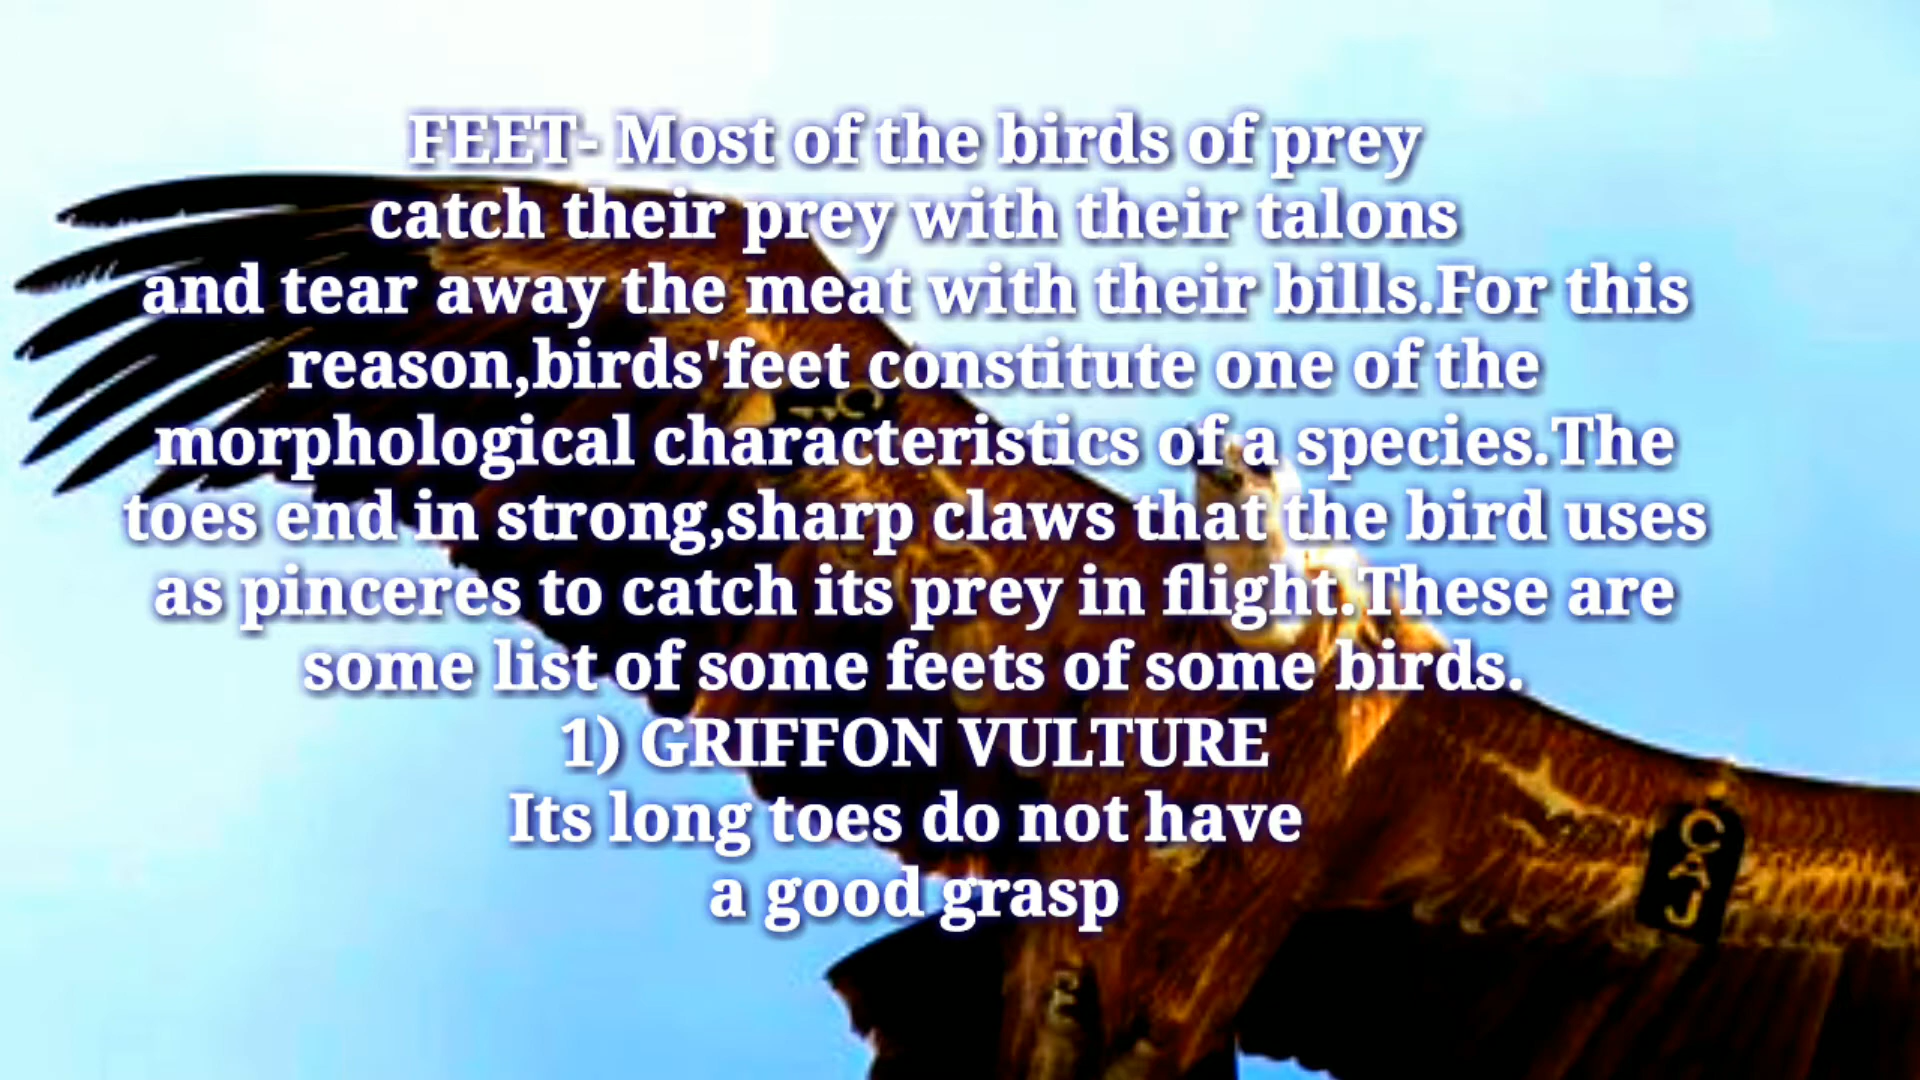 FEET- Most of the birds of prey
catch their prey with their talons
and tear away the meat with their bills.For this
reason,birds'feet constitute one of the
morphological characteristics of a species.The
toes end in strong,sharp claws that the bird uses
as pinceres to catch its prey in flight.These are
some list of some feets of some birds.
1) GRIFFON VULTURE
Its long toes do not have
a good grasp
C
A
J